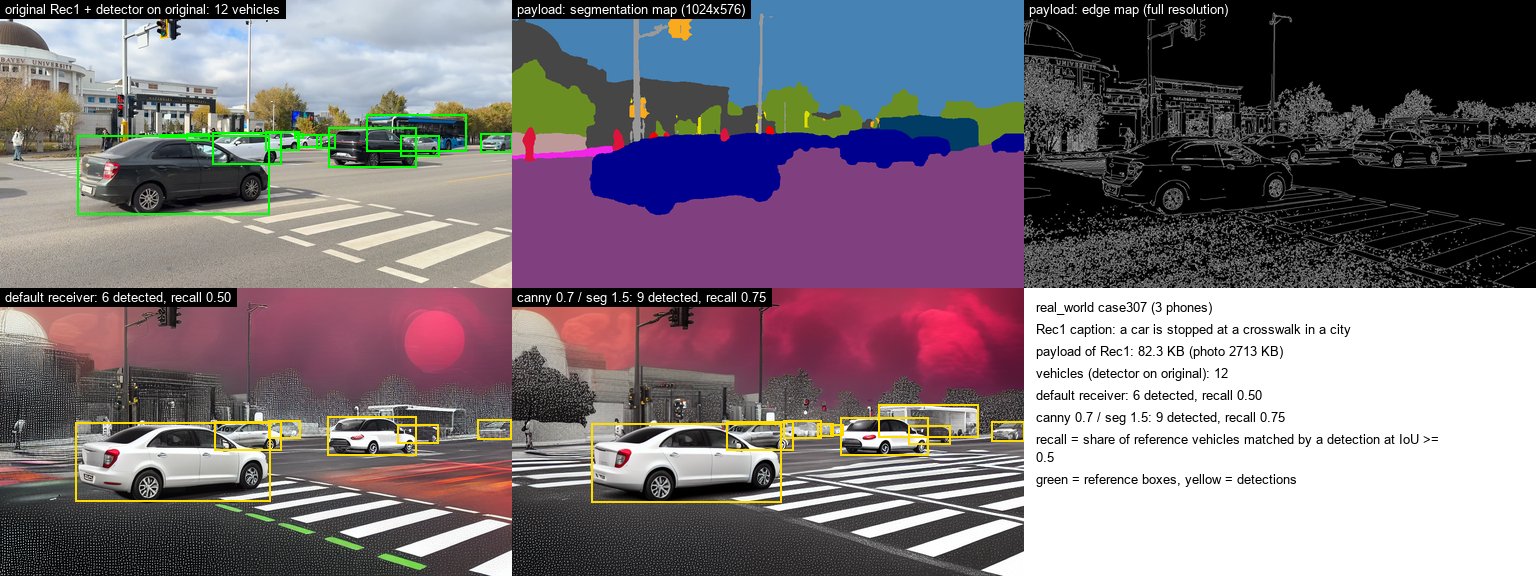 original Rec1 + detector on original: 12 vehicles
payload: segmentation map (1024x576)
payload: edge map (full resolution)
BAYEV UNIVERSITY
UNIVERSITY
default receiver: 6 detected, recall 0.50
canny 0.7 / seg 1.5: 9 detected, recall 0.75
real_world case307 (3 phones)
Rec1 caption: a car is stopped at a crosswalk in a city
payload of Rec1: 82.3 KB (photo 2713 KB)
vehicles (detector on original): 12
default receiver: 6 detected, recall 0.50
canny 0.7 / seg 1.5: 9 detected, recall 0.75
recall = share of reference vehicles matched by a detection at IoU >=
0.5
green = reference boxes, yellow = detections